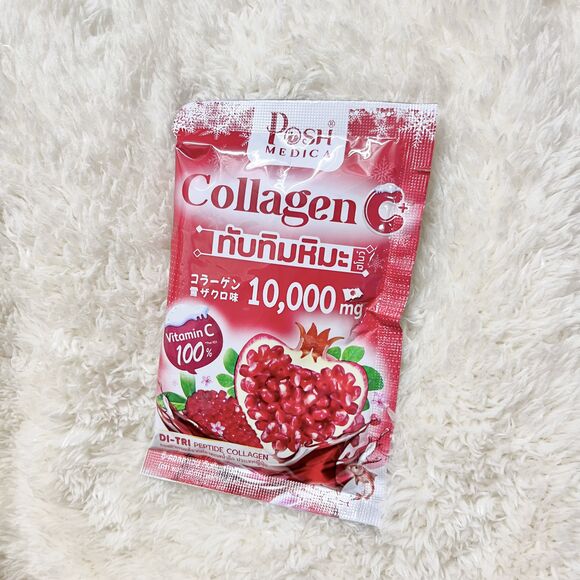 POSH®
MEDICA
Collagen C+
ทับทิมหิมะ
コラーゲン
雪ザクロ味
10,000 mg
Vitamin C
100%
DI-TRI PEPTIDE COLLAGEN